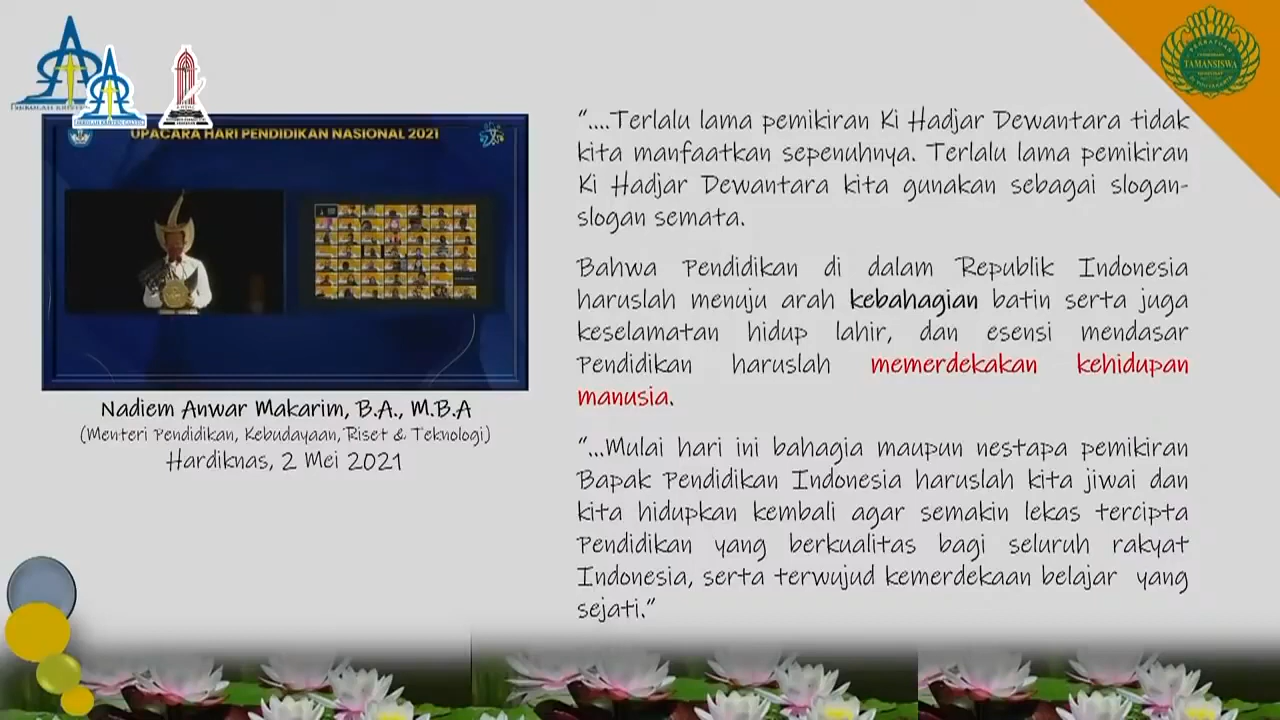 UPACARA HARI PENDIDIKAN NASIONAL 2021
Nadiem Anwar Makarim, B.A., M.B.A
(Menteri Pendidikan, Kebudayaan, Riset & Teknologi)
Hardiknas, 2 Mei 2021
TAMANSISWA
“....Terlalu lama pemikiran Ki Hadjar Dewantara tidak
kita manfaatkan sepenuhnya. Terlalu lama pemikiran
Ki Hadjar Dewantara kita gunakan sebagai slogan-
slogan semata.
Bahwa Pendidikan di dalam Republik Indonesia
haruslah menuju arah kebahagian batin serta juga
keselamatan hidup lahir, dan esensi mendasar
Pendidikan haruslah memerdekakan kehidupan
manusia.
“...Mulai hari ini bahagia maupun nestapa pemikiran
Bapak Pendidikan Indonesia haruslah kita jiwai dan
kita hidupkan kembali agar semakin lekas tercipta
Pendidikan yang berkualitas bagi seluruh rakyat
Indonesia, serta terwujud kemerdekaan belajar yang
sejati.”